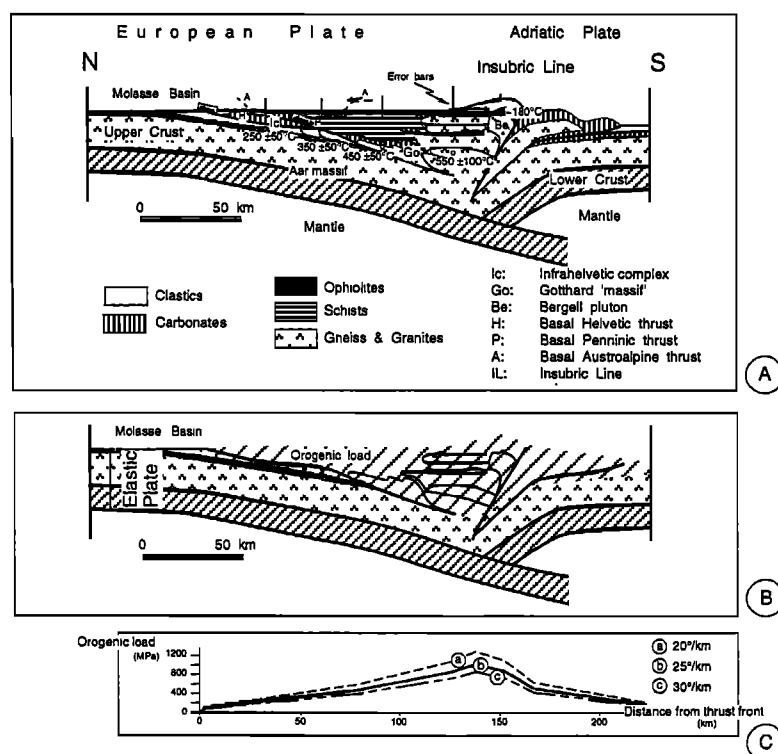 European Plate Adriatic Plate
N Insubric Line S
Error bars
Molasse Basin A A
H Ic P Be ~180°C
Upper Crust 250 ±50°C
350 ±50°C
450 ±50°C Go 550 ±100°C
Aar massif Lower Crust
0 50 km Mantle Mantle
Clastics
Carbonates
Ophiolites
Schists
Gneiss & Granites
Ic: Infrahelvetic complex
Go: Gotthard 'massif'
Be: Bergell pluton
H: Basal Helvetic thrust
P: Basal Penninic thrust
A: Basal Austroalpine thrust
IL: Insubric Line
A
Molasse Basin
Orogenic load
Elastic
Plate
0 50 km
B
Orogenic load
(MPa)
1200
800
400
0
0 50 100 150 200
a b c
a 20°/km
b 25°/km
c 30°/km
Distance from thrust front
(km)
C